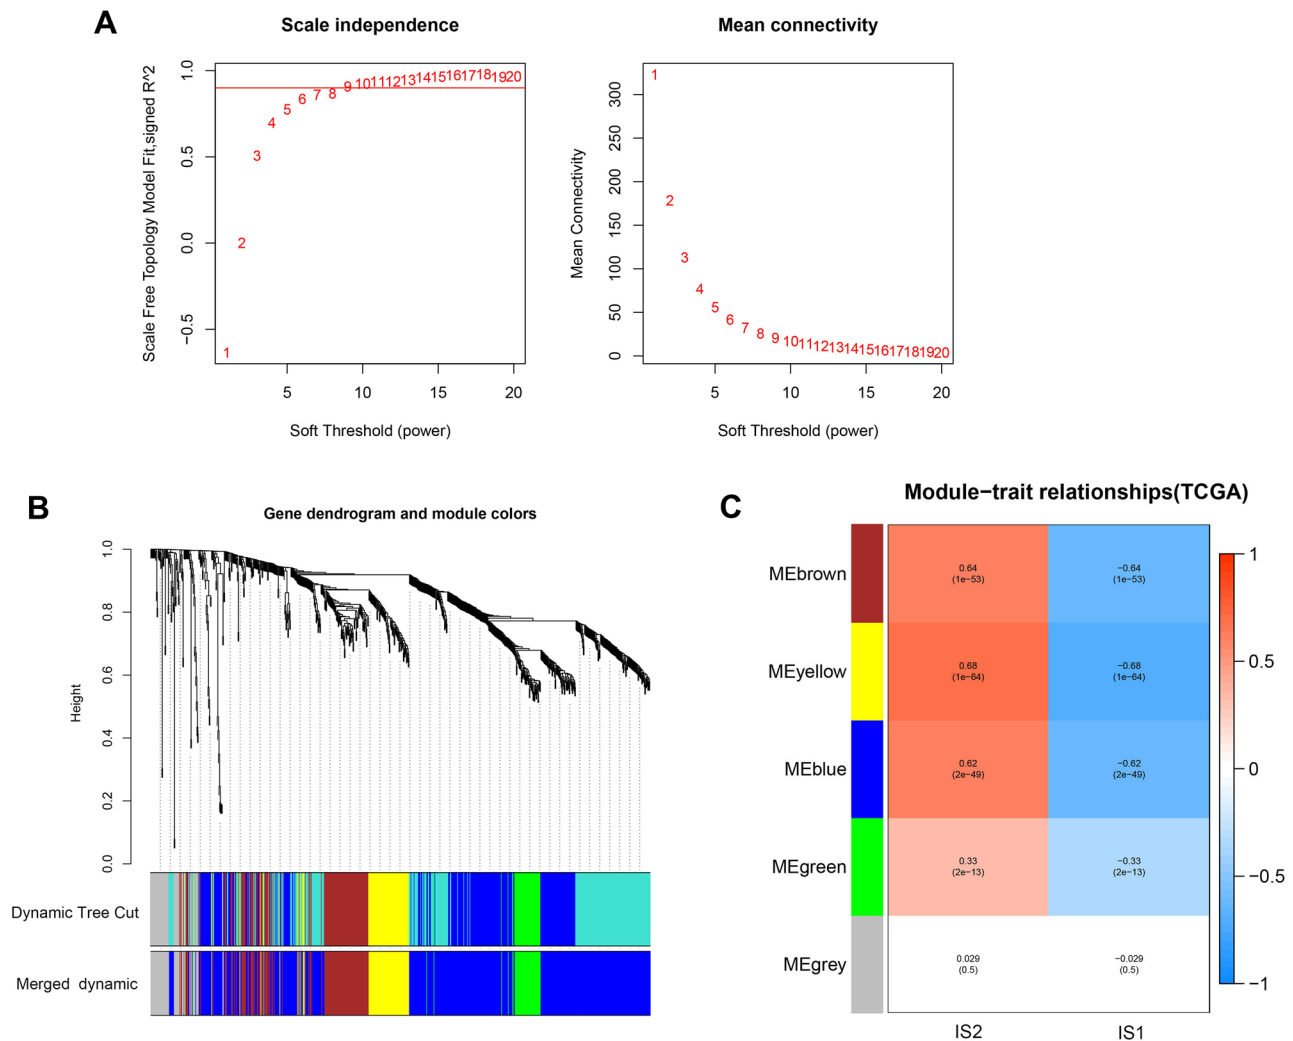 A
Scale independence
Scale Free Topology Model Fit,signed R^2
1.0
0.5
0.0
−0.5
1
2
3
4
5
6
7
8
9
10
11
12
13
14
15
16
17
18
19
20
5
10
15
20
Soft Threshold (power)
Mean connectivity
Mean Connectivity
300
250
200
150
100
50
0
1
2
3
4
5
6
7
8
9
10
11
12
13
14
15
16
17
18
19
20
5
10
15
20
Soft Threshold (power)
B
Gene dendrogram and module colors
Height
1.0
0.8
0.6
0.4
0.2
0.0
Dynamic Tree Cut
Merged dynamic
C
Module−trait relationships(TCGA)
MEbrown
0.64
(1e−53)
−0.64
(1e−53)
MEyellow
0.68
(1e−64)
−0.68
(1e−64)
MEblue
0.62
(2e−49)
−0.62
(2e−49)
MEgreen
0.33
(2e−13)
−0.33
(2e−13)
MEgrey
0.029
(0.5)
−0.029
(0.5)
IS2
IS1
1
0.5
0
−0.5
−1